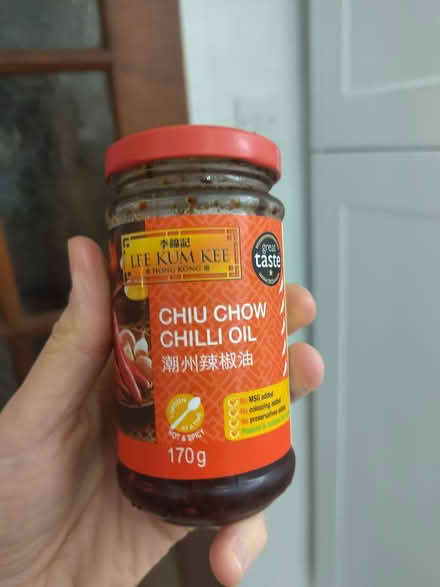 李錦記
LEE KUM KEE
HONG KONG
great
taste
CHIU CHOW
CHILLI OIL
潮州辣椒油
No MSG added
No colouring added
No preservatives added
HOT & SPICY
170g